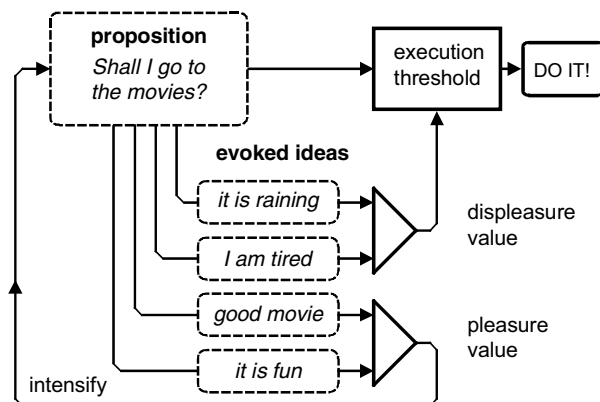 proposition
Shall I go to
the movies?
execution
threshold
DO IT!
evoked ideas
it is raining
I am tired
displeasure
value
good movie
it is fun
pleasure
value
intensify